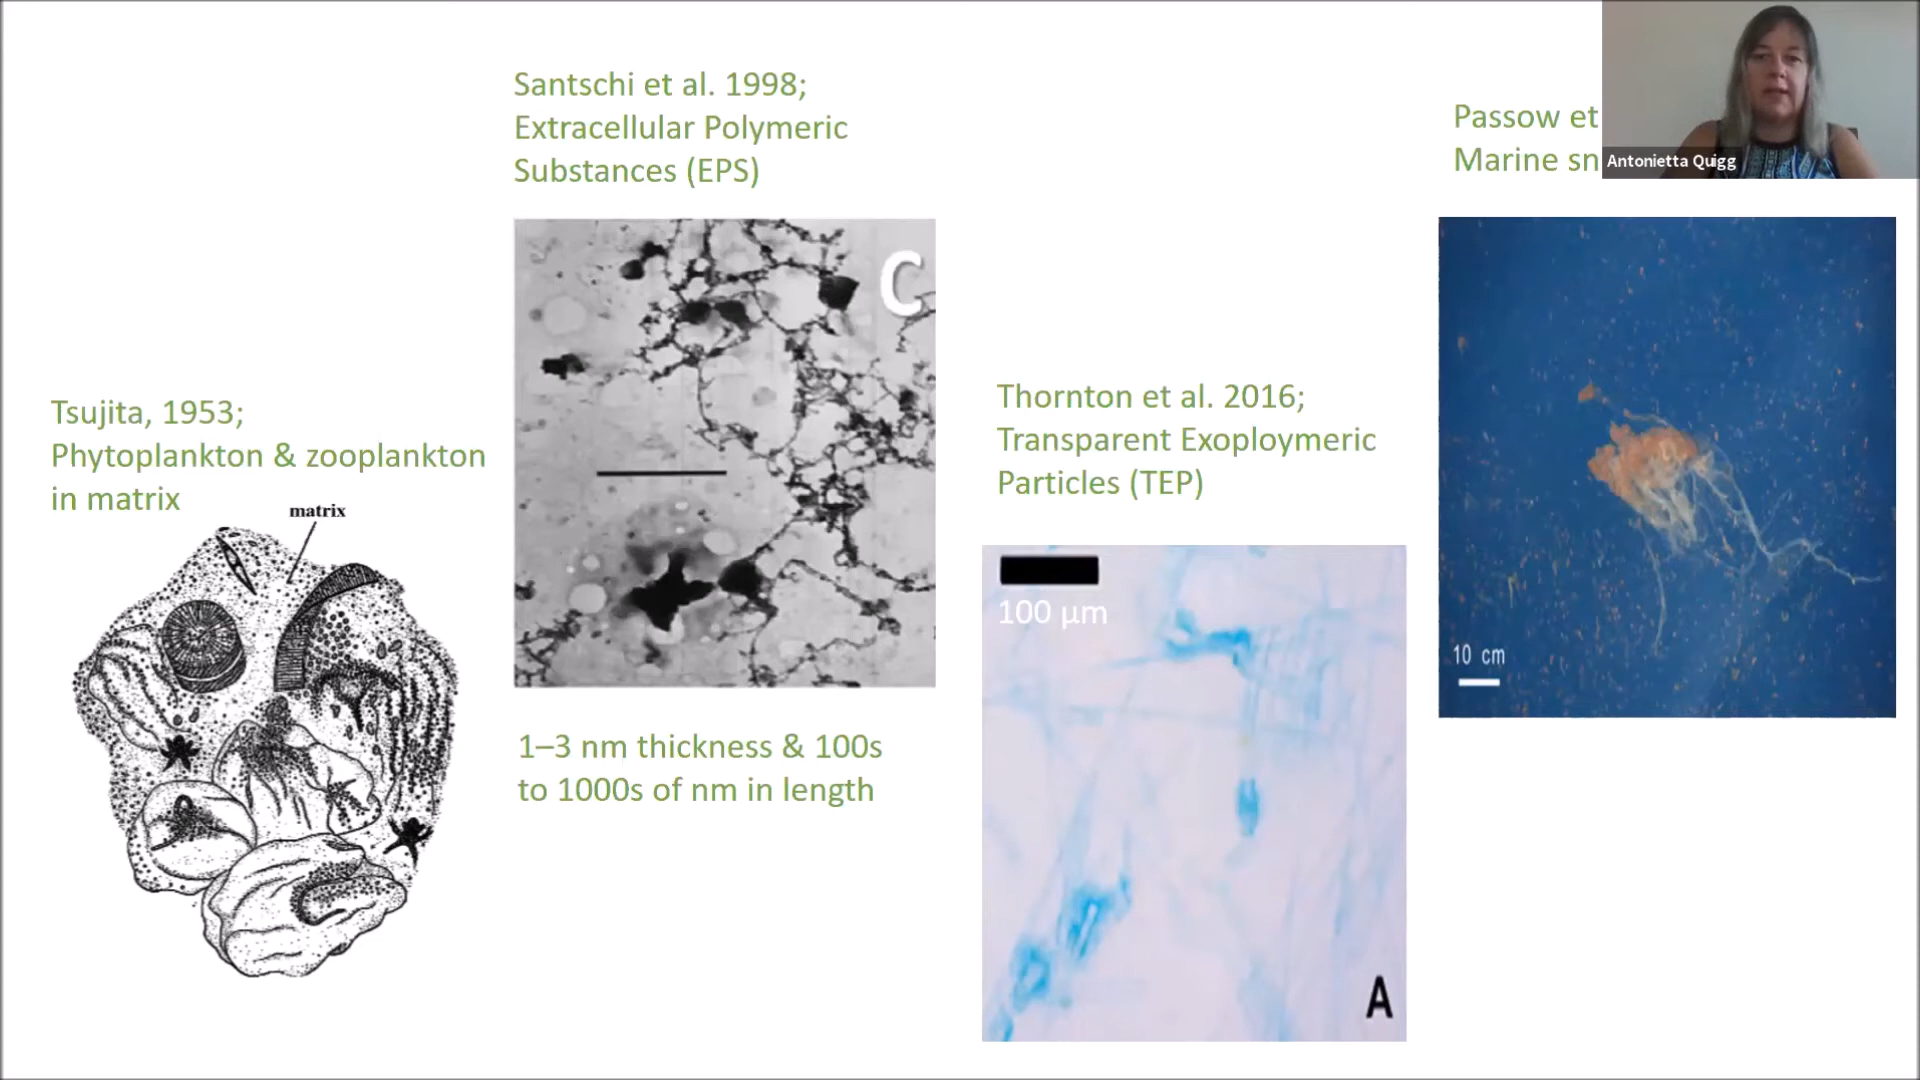 Tsujita, 1953;
Phytoplankton & zooplankton
in matrix
matrix
Santschi et al. 1998;
Extracellular Polymeric
Substances (EPS)
C
1–3 nm thickness & 100s
to 1000s of nm in length
Thornton et al. 2016;
Transparent Exoploymeric
Particles (TEP)
100 µm
A
Passow et
Marine sn
10 cm
Antonietta Quigg